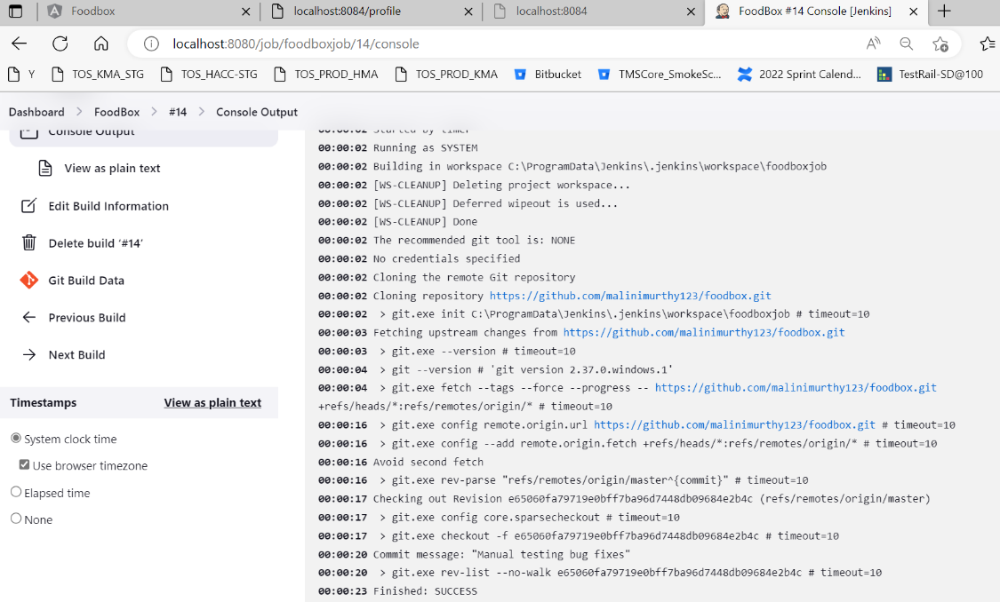 Foodbox
localhost:8084/profile
localhost:8084
FoodBox #14 Console [Jenkins]
localhost:8080/job/foodboxjob/14/console
Y
TOS_KMA_STG
TOS_HACC-STG
TOS_PROD_HMA
TOS_PROD_KMA
Bitbucket
TMSCore_SmokeSc...
2022 Sprint Calend...
TestRail-SD@100
Dashboard > FoodBox > #14 > Console Output
Console Output
View as plain text
Edit Build Information
Delete build ‘#14’
Git Build Data
Previous Build
Next Build
Timestamps
View as plain text
System clock time
Use browser timezone
Elapsed time
None
00:00:02 Started by timer
00:00:02 Running as SYSTEM
00:00:02 Building in workspace C:\ProgramData\Jenkins\.jenkins\workspace\foodboxjob
00:00:02 [WS-CLEANUP] Deleting project workspace...
00:00:02 [WS-CLEANUP] Deferred wipeout is used...
00:00:02 [WS-CLEANUP] Done
00:00:02 The recommended git tool is: NONE
00:00:02 No credentials specified
00:00:02 Cloning the remote Git repository
00:00:02 Cloning repository https://github.com/malinimurthy123/foodbox.git
00:00:02  > git.exe init C:\ProgramData\Jenkins\.jenkins\workspace\foodboxjob # timeout=10
00:00:03 Fetching upstream changes from https://github.com/malinimurthy123/foodbox.git
00:00:03  > git.exe --version # timeout=10
00:00:04  > git --version # 'git version 2.37.0.windows.1'
00:00:04  > git.exe fetch --tags --force --progress -- https://github.com/malinimurthy123/foodbox.git
+refs/heads/*:refs/remotes/origin/* # timeout=10
00:00:16  > git.exe config remote.origin.url https://github.com/malinimurthy123/foodbox.git # timeout=10
00:00:16  > git.exe config --add remote.origin.fetch +refs/heads/*:refs/remotes/origin/* # timeout=10
00:00:16 Avoid second fetch
00:00:16  > git.exe rev-parse "refs/remotes/origin/master^{commit}" # timeout=10
00:00:17 Checking out Revision e65060fa79719e0bff7ba96d7448db09684e2b4c (refs/remotes/origin/master)
00:00:17  > git.exe config core.sparsecheckout # timeout=10
00:00:17  > git.exe checkout -f e65060fa79719e0bff7ba96d7448db09684e2b4c # timeout=10
00:00:20 Commit message: "Manual testing bug fixes"
00:00:20  > git.exe rev-list --no-walk e65060fa79719e0bff7ba96d7448db09684e2b4c # timeout=10
00:00:23 Finished: SUCCESS